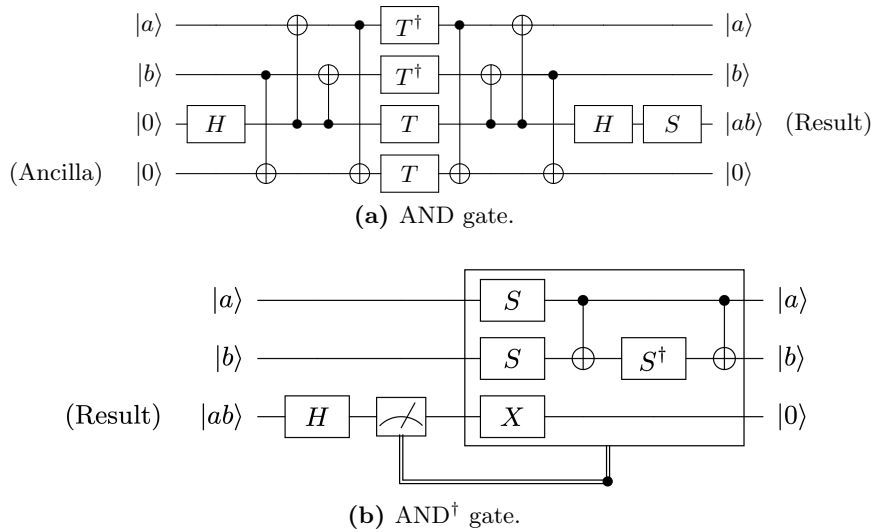 |a⟩ T† |a⟩
|b⟩ T† |b⟩
|0⟩ H T H S |ab⟩ (Result)
(Ancilla) |0⟩ T |0⟩
(a) AND gate.
|a⟩ S |a⟩
|b⟩ S S† |b⟩
(Result) |ab⟩ H X |0⟩
(b) AND† gate.